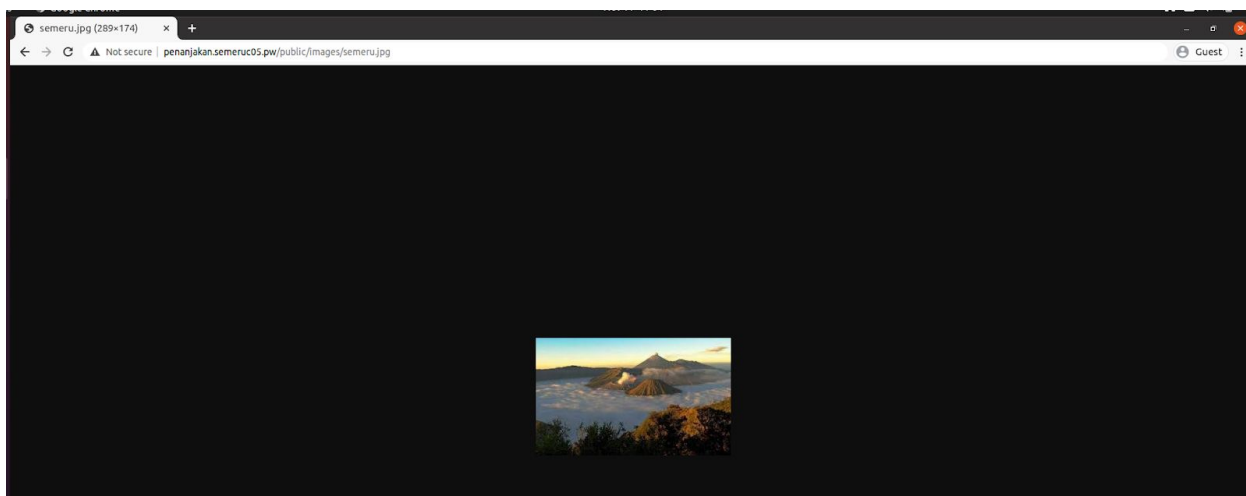 semeru.jpg (289×174)
Not secure | penanjakan.semeruc05.pw/public/images/semeru.jpg
Guest